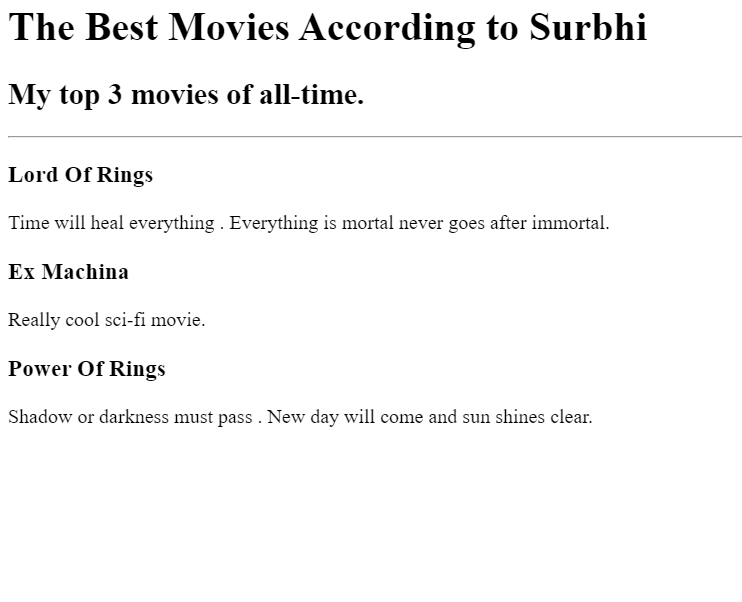 The Best Movies According to Surbhi
My top 3 movies of all-time.
Lord Of Rings
Time will heal everything . Everything is mortal never goes after immortal.
Ex Machina
Really cool sci-fi movie.
Power Of Rings
Shadow or darkness must pass . New day will come and sun shines clear.